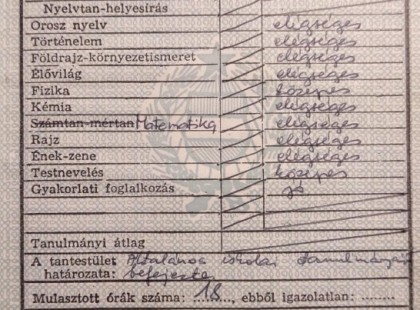 Nyelvtan-helyesírás
Orosz nyelv elégséges
Történelem elégséges
Földrajz-környezetismeret elégséges
Élővilág elégséges
Fizika közepes
Kémia elégséges
Számtan-mértan Matematika elégséges
Rajz elégséges
Ének-zene elégséges
Testnevelés közepes
Gyakorlati foglalkozás jó
Tanulmányi átlag
A tantestület Általános iskolai tanulmányait
határozata: befejezte
Mulasztott órák száma: 18, ebből igazolatlan: ........